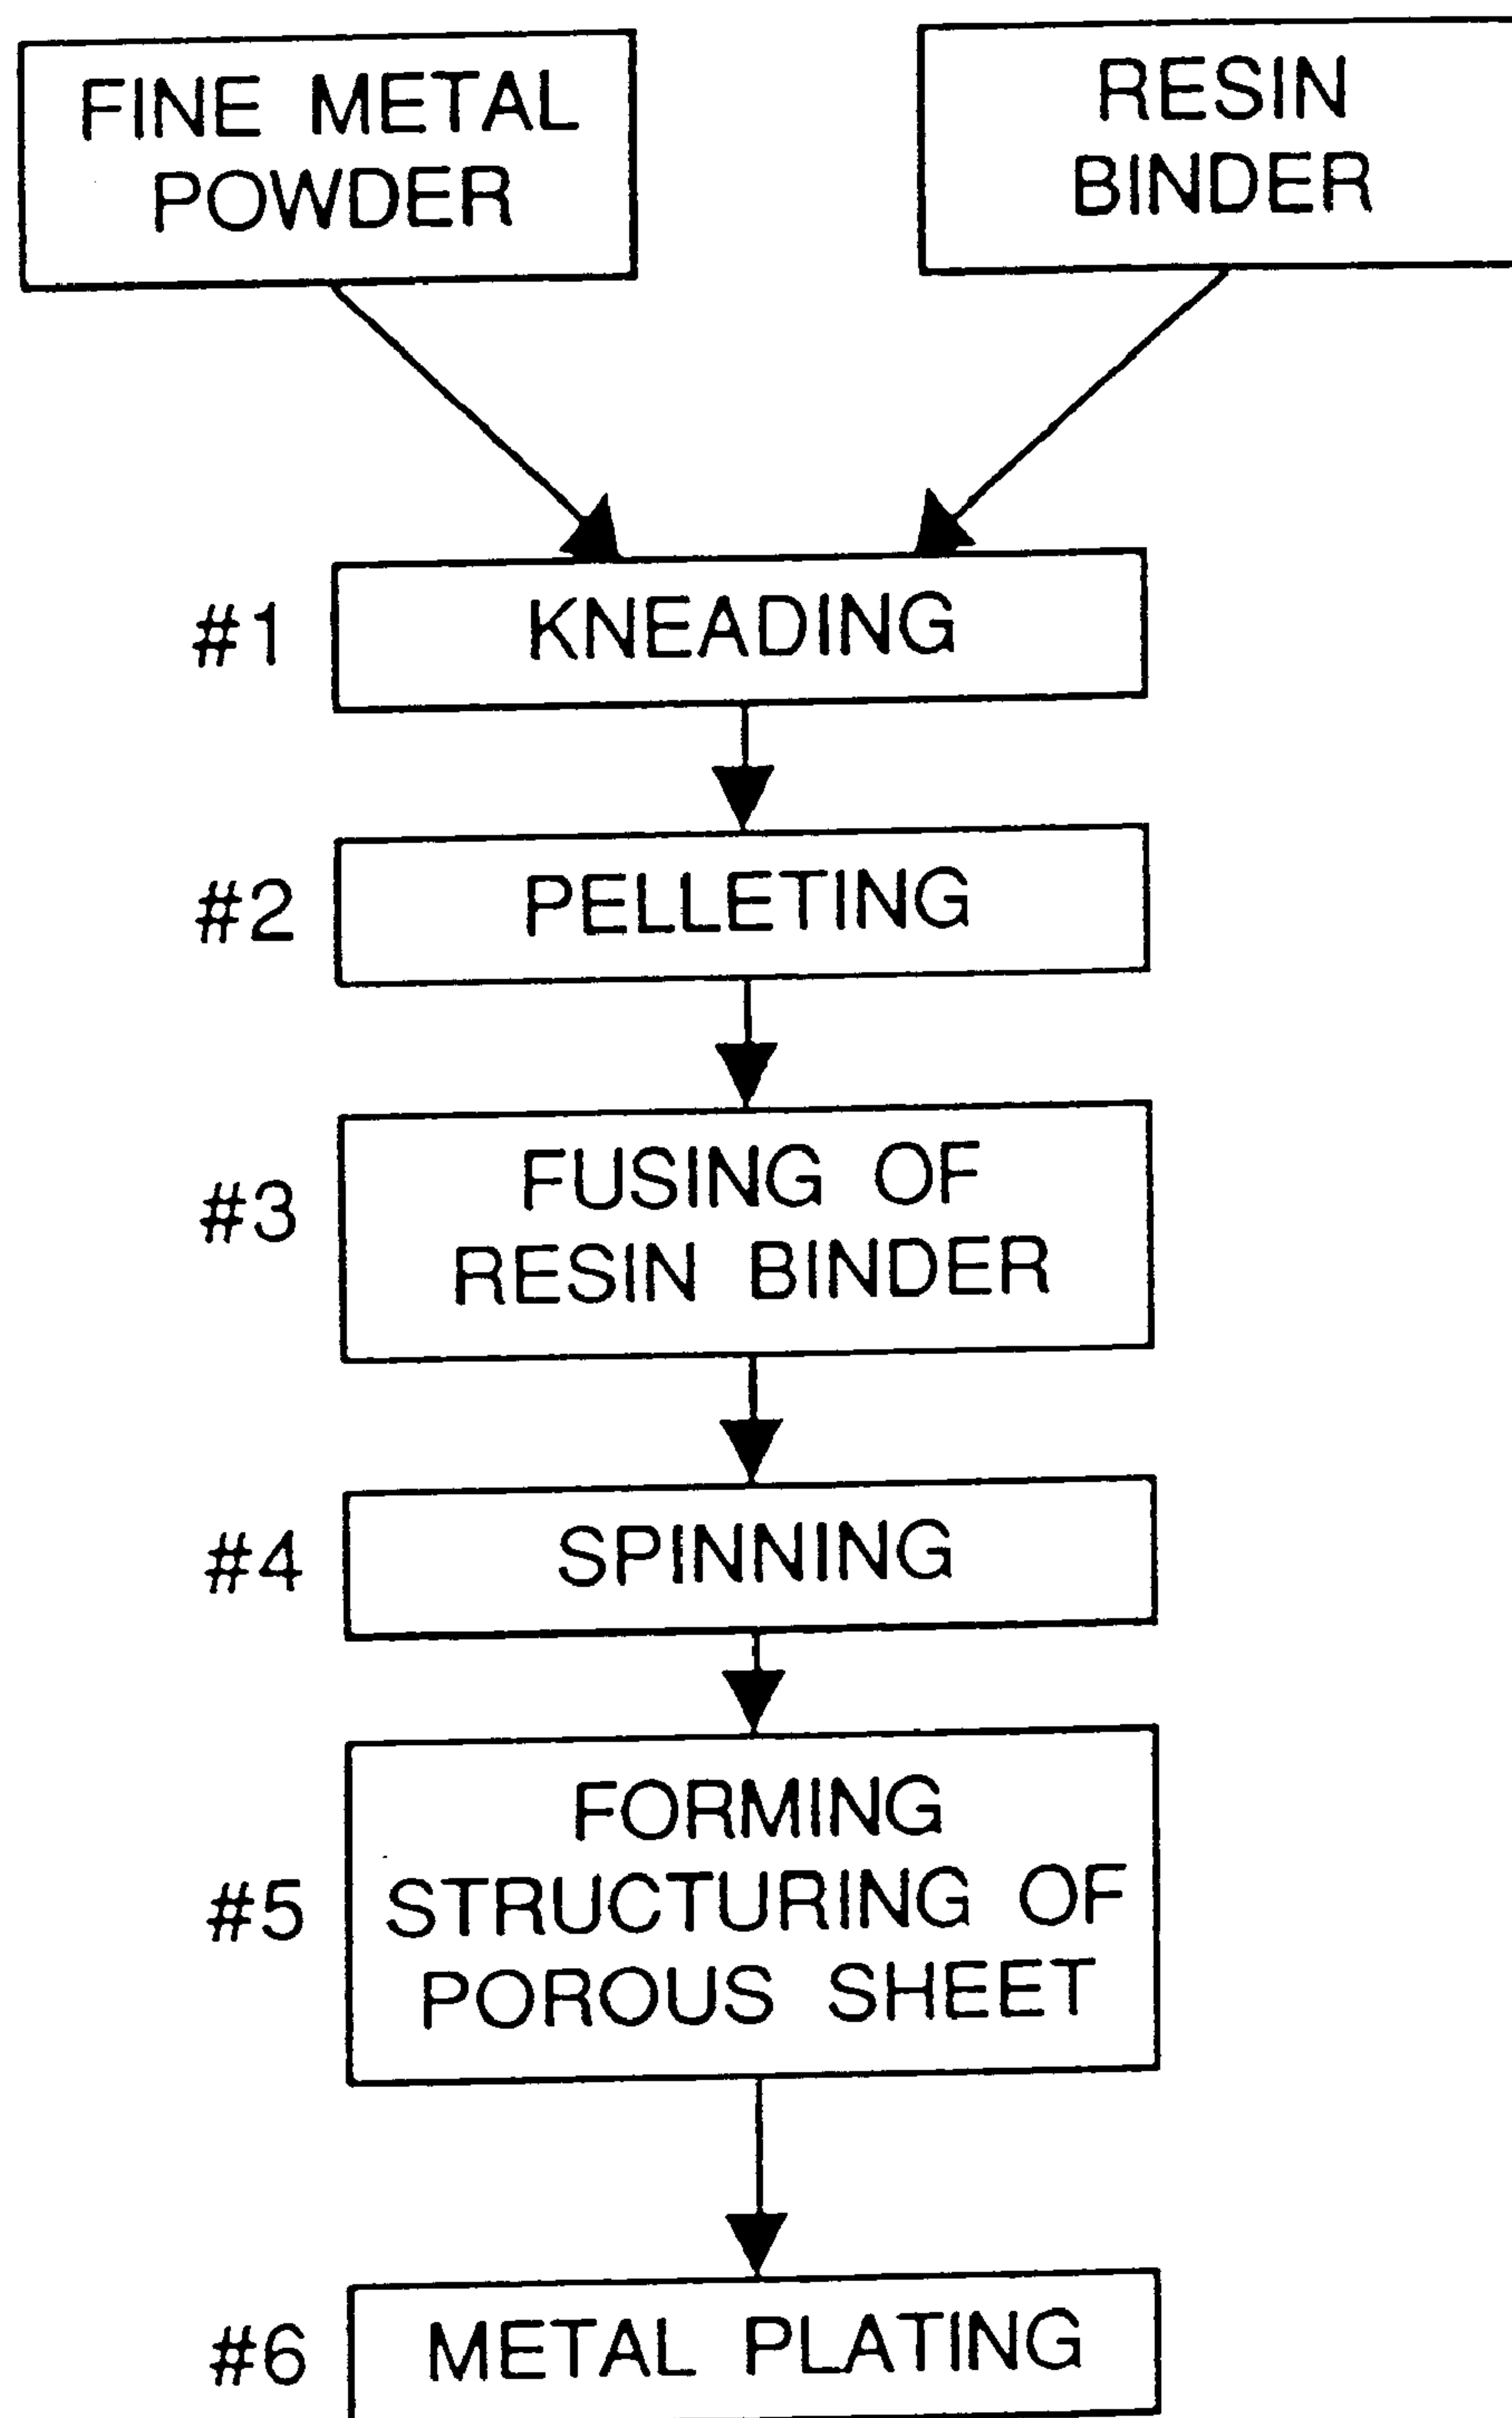 FINE METAL
POWDER
RESIN
BINDER
#1
KNEADING
#2
PELLETING
#3
FUSING OF
RESIN BINDER
#4
SPINNING
#5
FORMING
STRUCTURING OF
POROUS SHEET
#6
METAL PLATING